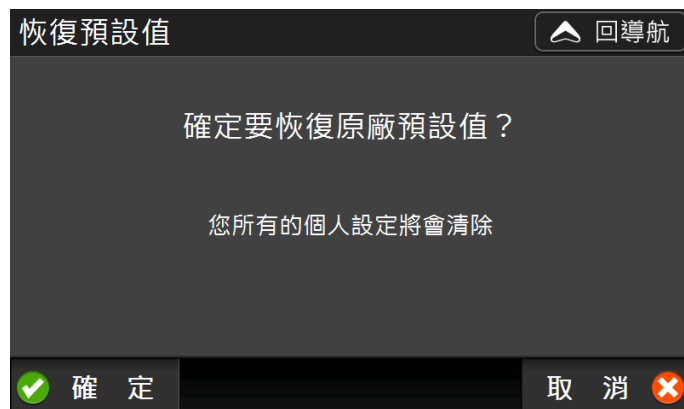 恢復預設值
回導航
確定要恢復原廠預設值？
您所有的個人設定將會清除
確 定
取 消